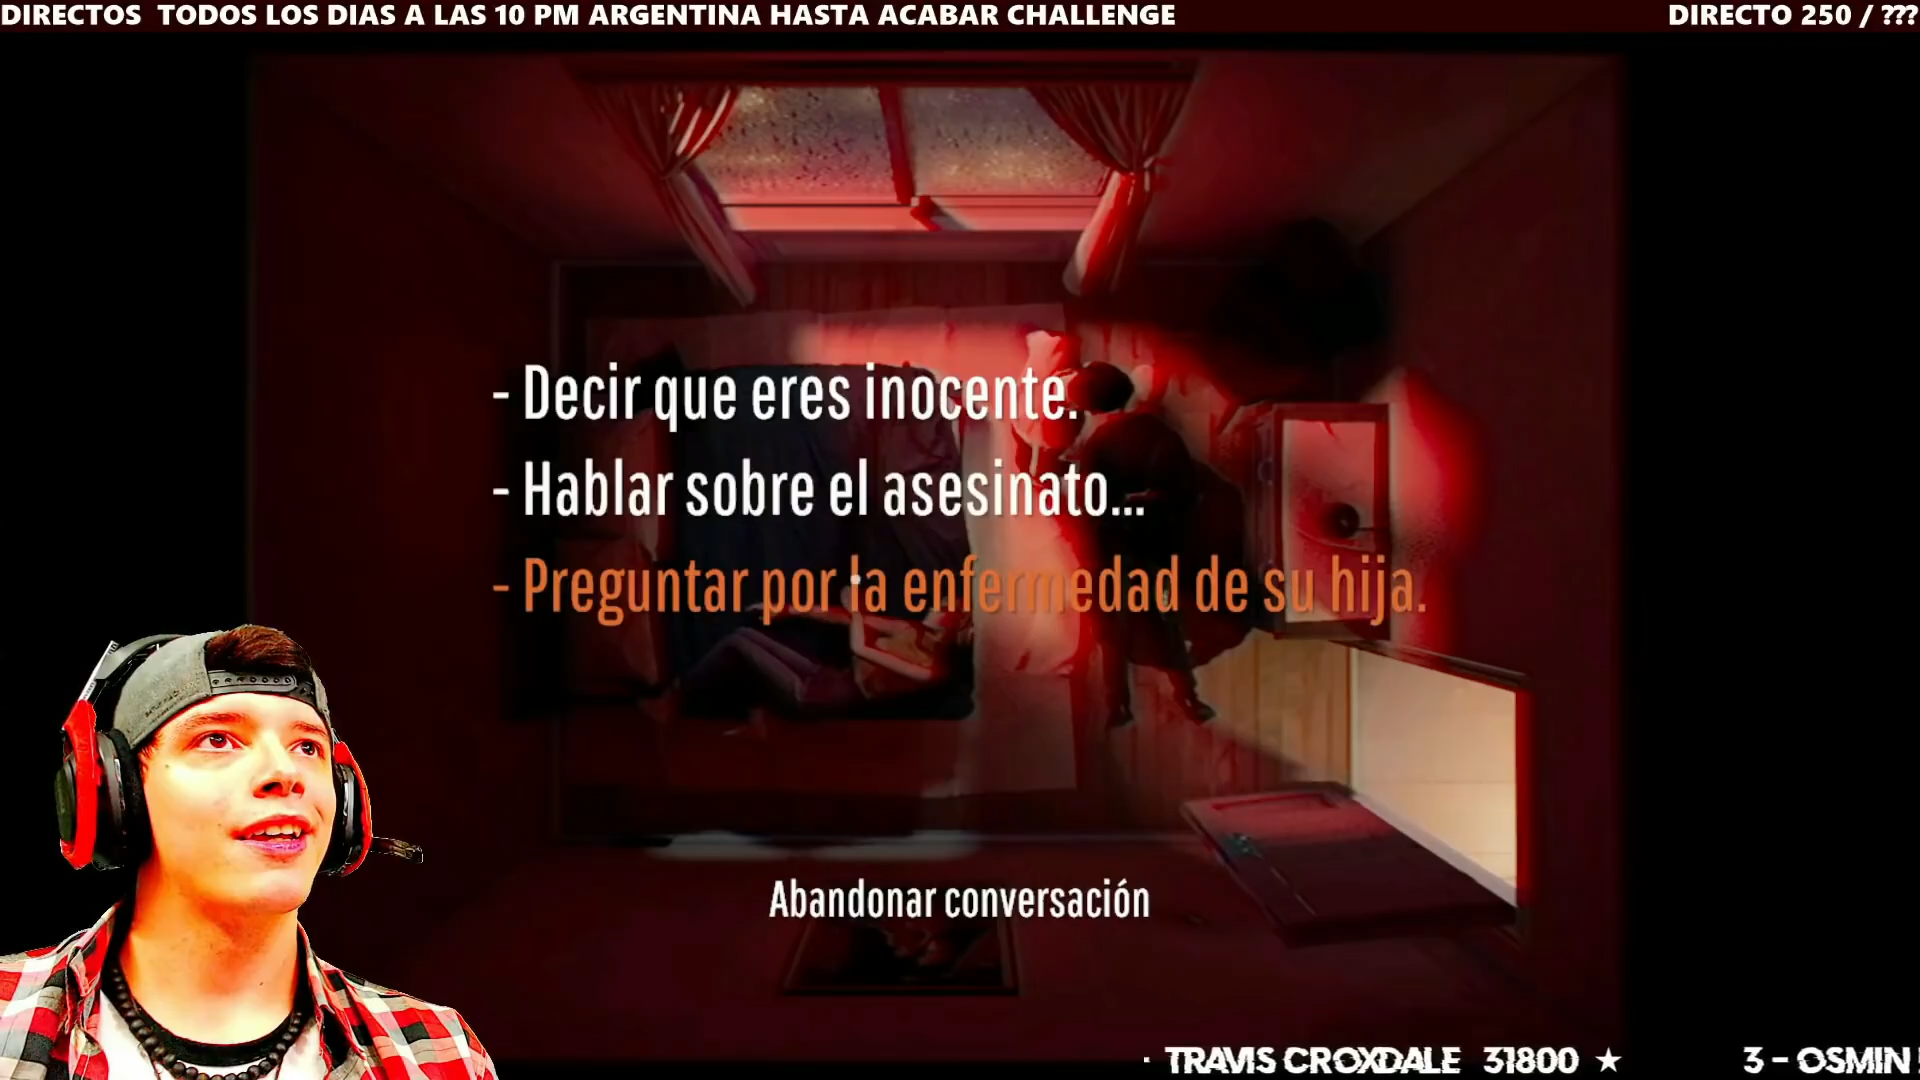 DIRECTOS TODOS LOS DIAS A LAS 10 PM ARGENTINA HASTA ACABAR CHALLENGE
DIRECTO 250 / ???
- Decir que eres inocente.
- Hablar sobre el asesinato...
- Preguntar por la enfermedad de su hija.
Abandonar conversación
· TRAVIS CROXDALE 31800 ★ 3 - OSMIN